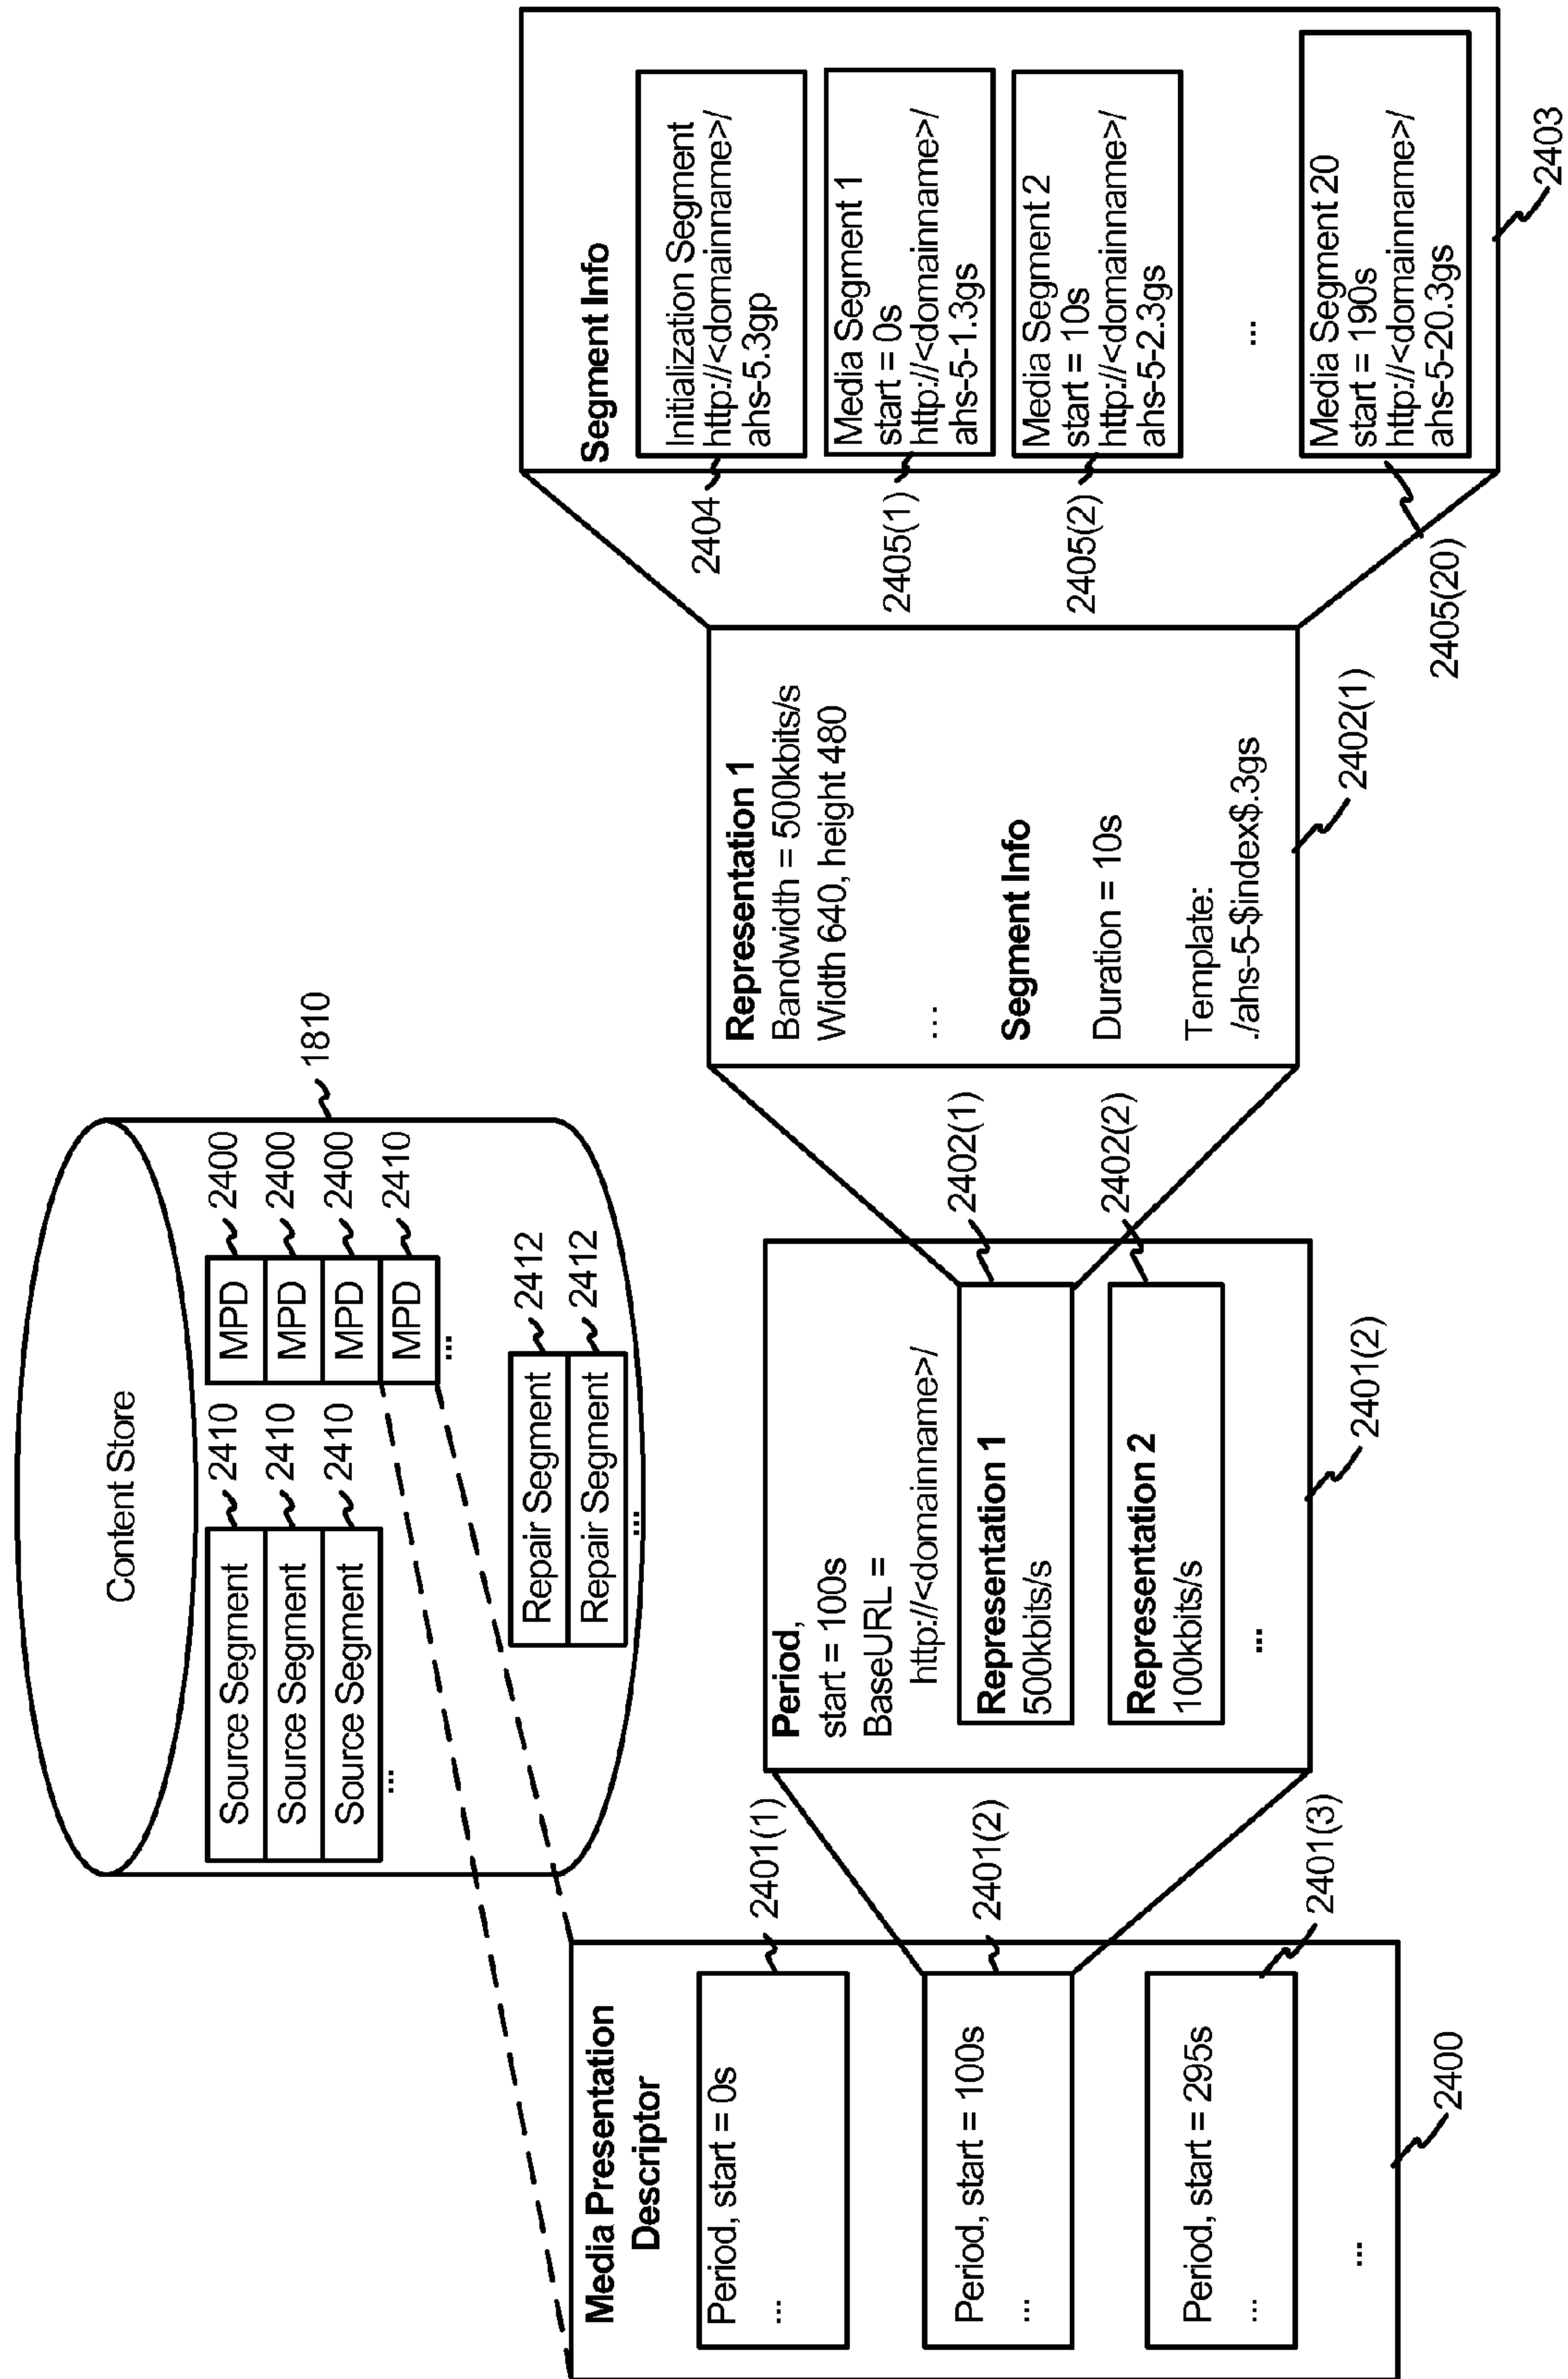 Content Store
Source Segment
2410
Source Segment
2410
Source Segment
2410
...
MPD
2400
MPD
2400
MPD
2400
MPD
2410
...
Repair Segment
2412
Repair Segment
2412
...
1810
Media Presentation
Descriptor
Period, start = 0s
...
2401(1)
Period, start = 100s
...
2401(2)
Period, start = 295s
...
2401(3)
...
2400
Period,
start = 100s
BaseURL =
http://<domainname>/
Representation 1
500kbits/s
2402(1)
Representation 2
100kbits/s
2402(2)
...
2401(2)
Representation 1
Bandwidth = 500kbits/s
Width 640, height 480
...
Segment Info
Duration = 10s
Template:
./ahs-5-$index$.3gs
2402(1)
Segment Info
Initialization Segment
http://<domainname>/
ahs-5.3gp
2404
Media Segment 1
start = 0s
http://<domainname>/
ahs-5-1.3gs
2405(1)
Media Segment 2
start = 10s
http://<domainname>/
ahs-5-2.3gs
2405(2)
...
Media Segment 20
start = 190s
http://<domainname>/
ahs-5-20.3gs
2405(20)
2403